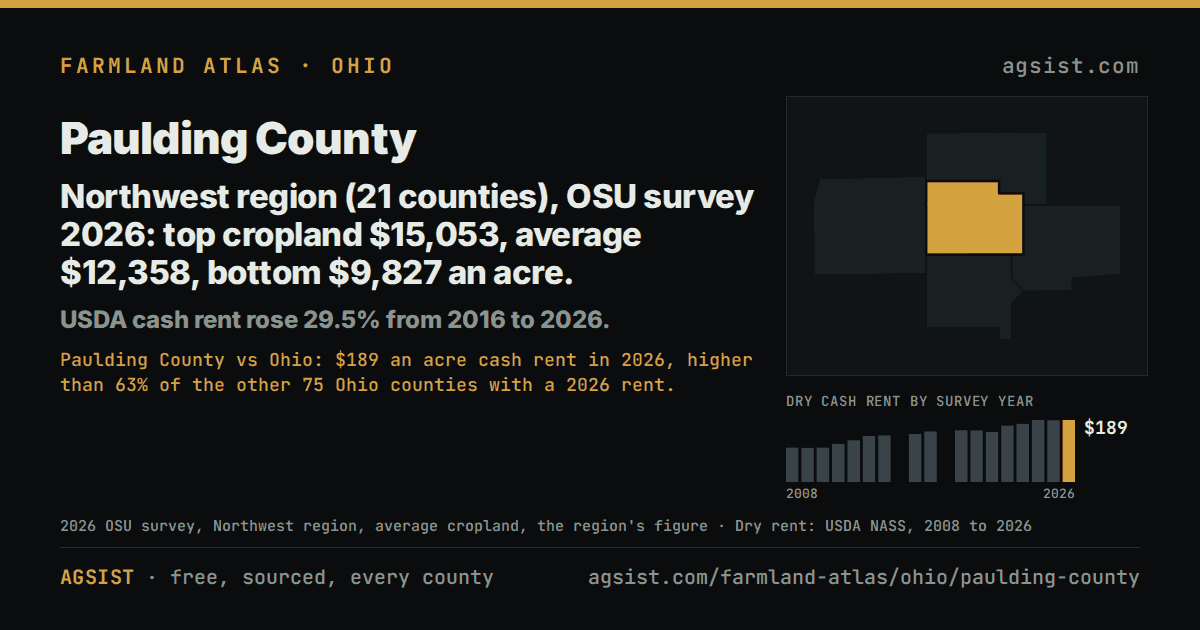 FARMLAND ATLAS · OHIO
agsist.com
Paulding County
Northwest region (21 counties), OSU survey
2026: top cropland $15,053, average
$12,358, bottom $9,827 an acre.
USDA cash rent rose 29.5% from 2016 to 2026.
Paulding County vs Ohio: $189 an acre cash rent in 2026, higher
than 63% of the other 75 Ohio counties with a 2026 rent.
DRY CASH RENT BY SURVEY YEAR
$189
2008
2026
2026 OSU survey, Northwest region, average cropland, the region's figure · Dry rent: USDA NASS, 2008 to 2026
AGSIST · free, sourced, every county
agsist.com/farmland-atlas/ohio/paulding-county